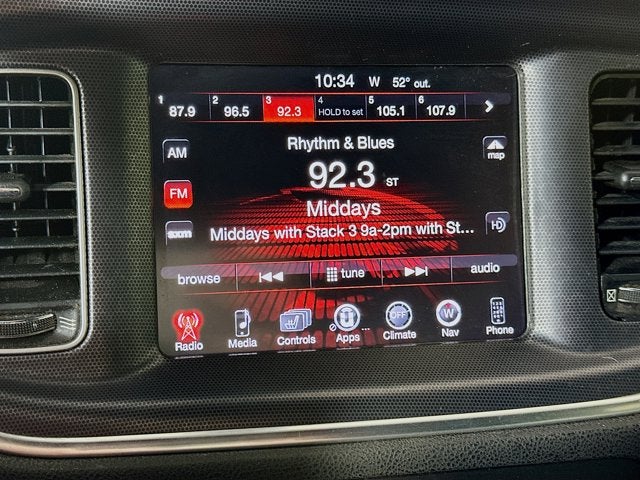 10:34 W 52° out.
1 87.9 2 96.5 3 92.3 4 HOLD to set 5 105.1 6 107.9
AM
Rhythm & Blues
map
92.3 ST
FM
Middays
sxm
Middays with Stack 3 9a-2pm with St...
HD
browse tune audio
OFF W
Radio Media Controls Apps ... Climate Nav Phone